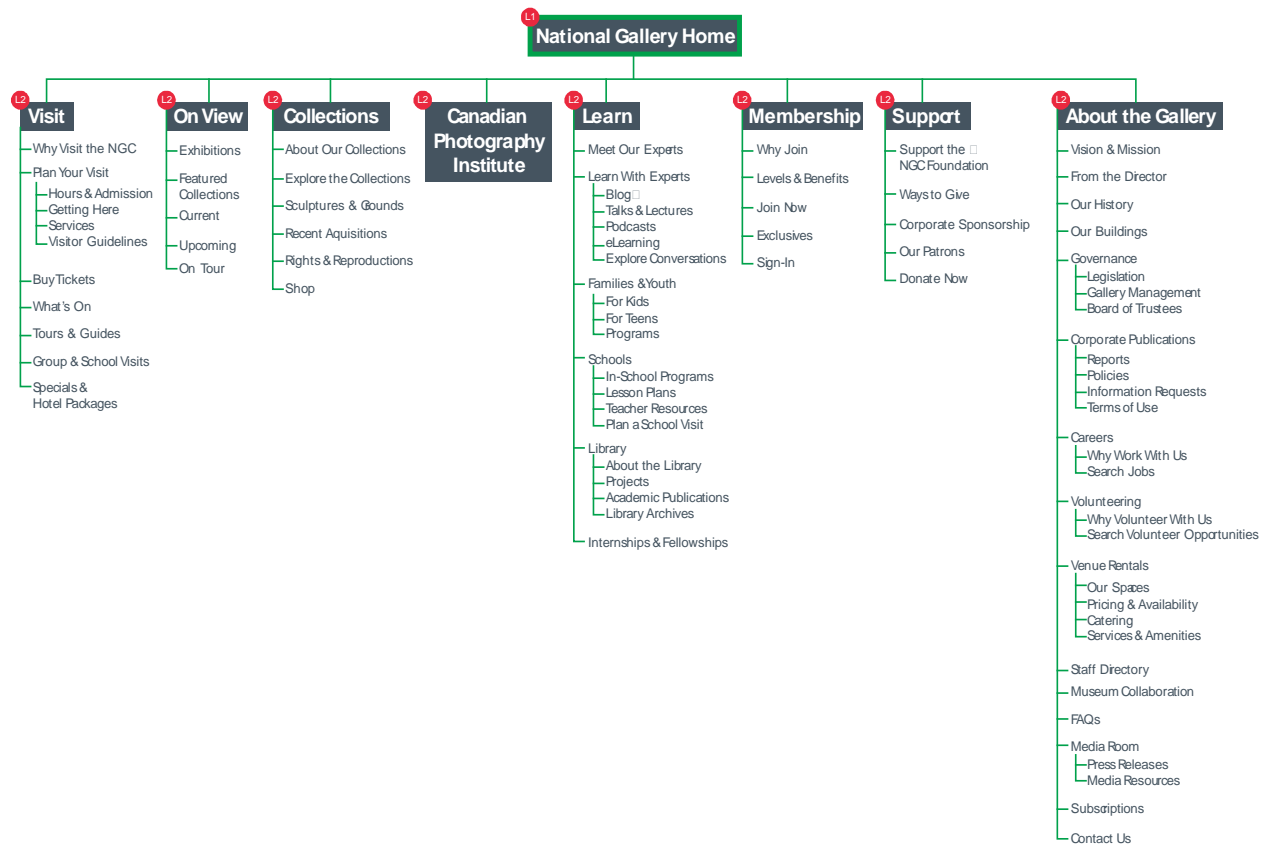 L1
National Gallery Home
L2
Visit
Why Visit the NGC
Plan Your Visit
Hours & Admission
Getting Here
Services
Visitor Guidelines
Buy Tickets
What's On
Tours & Guides
Group & School Visits
Specials &
Hotel Packages
L2
On View
Exhibitions
Featured
Collections
Current
Upcoming
On Tour
L2
Collections
About Our Collections
Explore the Collections
Sculptures & Gounds
Recent Aquisitions
Rights & Reproductions
Shop
L2
Canadian
Photography
Institute
L2
Learn
Meet Our Experts
Learn With Experts
Blog
Talks & Lectures
Podcasts
eLearning
Explore Conversations
Families & Youth
For Kids
For Teens
Programs
Schools
In-School Programs
Lesson Plans
Teacher Resources
Plan a School Visit
Library
About the Library
Projects
Academic Publications
Library Archives
Internships & Fellowships
L2
Membership
Why Join
Levels & Benefits
Join Now
Exclusives
Sign-In
L2
Support
Support the
NGC Foundation
Ways to Give
Corporate Sponsorship
Our Patrons
Donate Now
L2
About the Gallery
Vision & Mission
From the Director
Our History
Our Buildings
Governance
Legislation
Gallery Management
Board of Trustees
Corporate Publications
Reports
Policies
Information Requests
Terms of Use
Careers
Why Work With Us
Search Jobs
Volunteering
Why Volunteer With Us
Search Volunteer Opportunities
Venue Rentals
Our Spaces
Pricing & Availability
Catering
Services & Amenities
Staff Directory
Museum Collaboration
FAQs
Media Room
Press Releases
Media Resources
Subscriptions
Contact Us